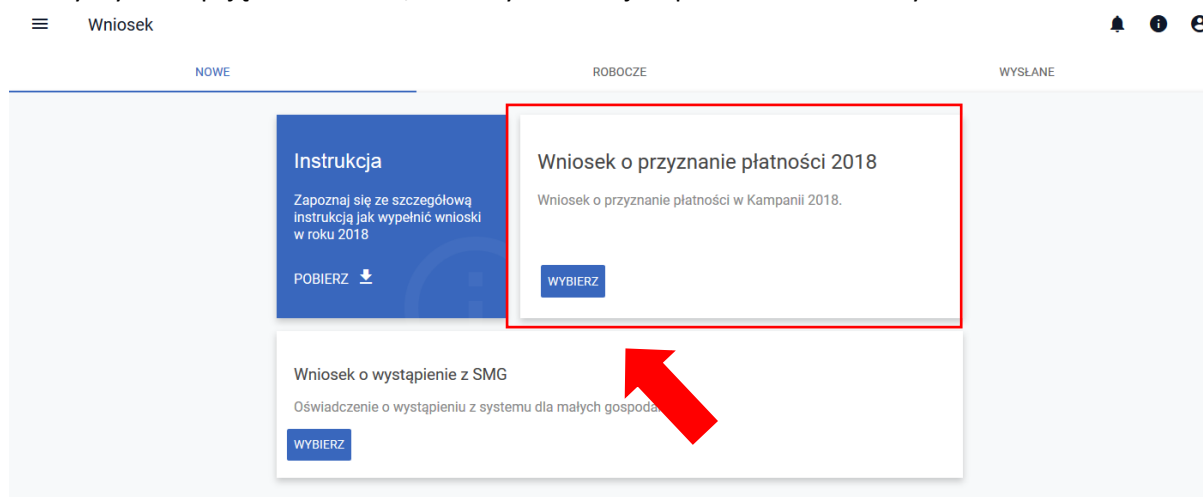 Wniosek
NOWE
ROBOCZE
WYSŁANE
Instrukcja
Zapoznaj się ze szczegółową
instrukcją jak wypełnić wnioski
w roku 2018
POBIERZ
Wniosek o przyznanie płatności 2018
Wniosek o przyznanie płatności w Kampanii 2018.
WYBIERZ
Wniosek o wystąpienie z SMG
Oświadczenie o wystąpieniu z systemu dla małych
WYBIERZ